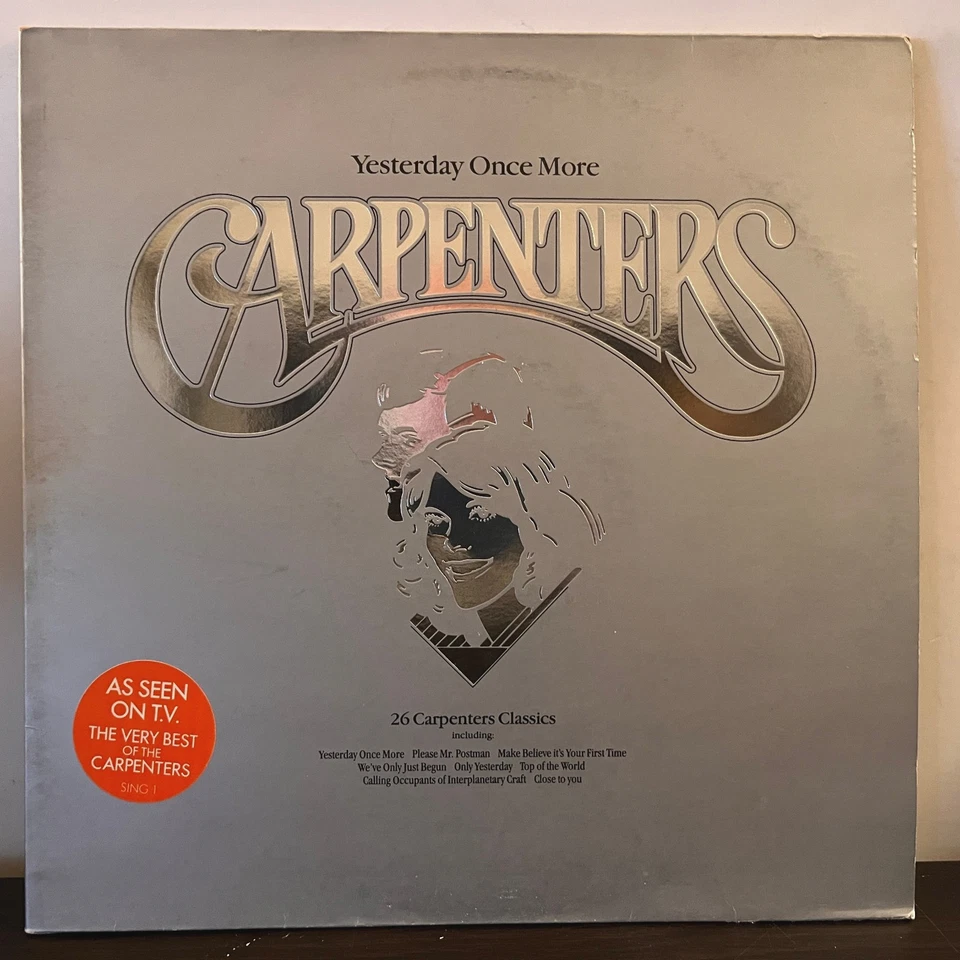 Yesterday Once More
CARPENTERS
26 Carpenters Classics
including:
Yesterday Once More Please Mr. Postman Make Believe it's Your First Time
We've Only Just Begun Only Yesterday Top of the World
Calling Occupants of Interplanetary Craft Close to you
AS SEEN
ON T.V.
THE VERY BEST
OF THE
CARPENTERS
SING 1